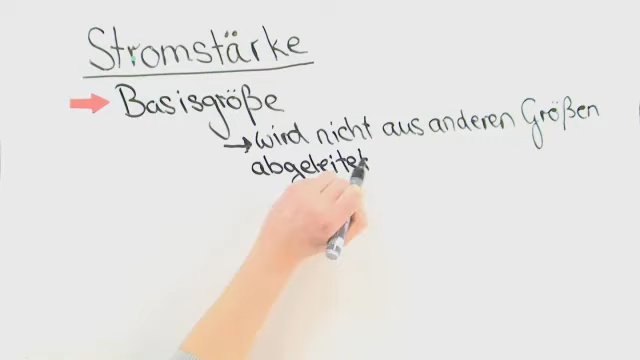 Stromstärke
Basisgröße
→ wird nicht aus anderen Größen
abgeleitet